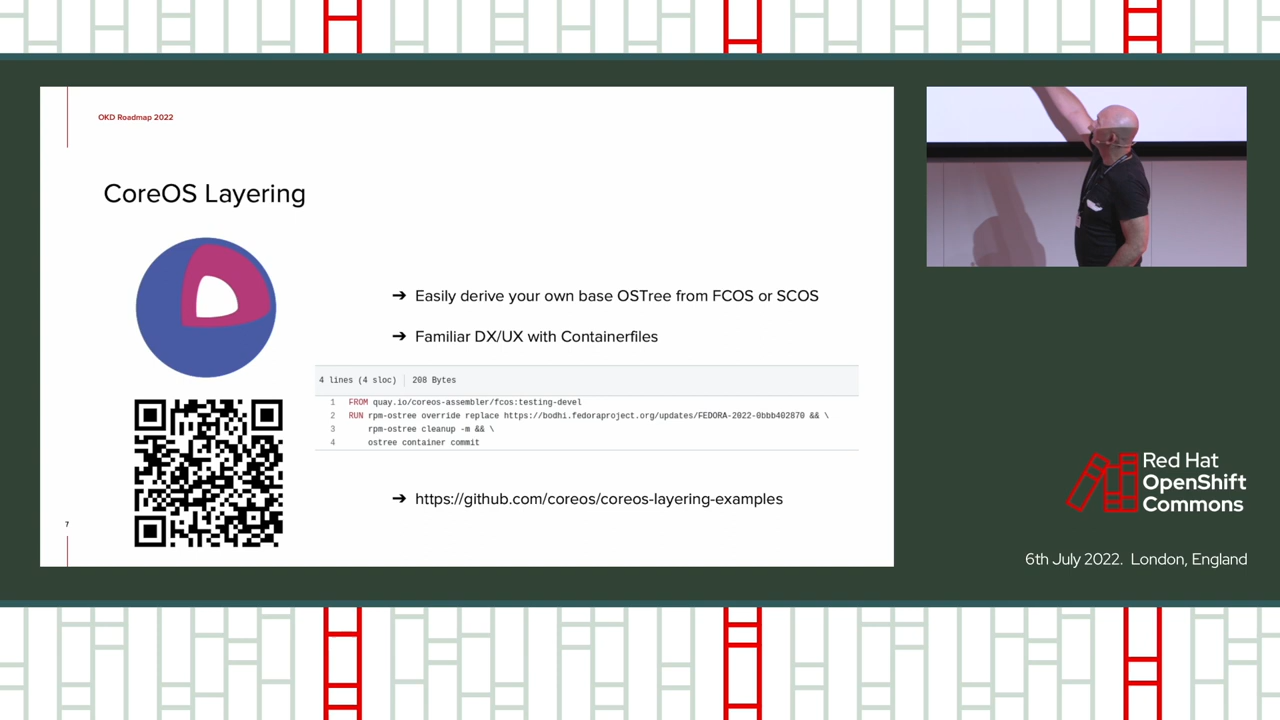 OKD Roadmap 2022
CoreOS Layering
➔ Easily derive your own base OSTree from FCOS or SCOS
➔ Familiar DX/UX with Containerfiles
4 lines (4 sloc) 208 Bytes
1 FROM quay.io/coreos-assembler/fcos:testing-devel
2 RUN rpm-ostree override replace https://bodhi.fedoraproject.org/updates/FEDORA-2022-0bbb402870 && \
3 rpm-ostree cleanup -m && \
4 ostree container commit
➔ https://github.com/coreos/coreos-layering-examples
7
Red Hat
OpenShift
Commons
6th July 2022. London, England